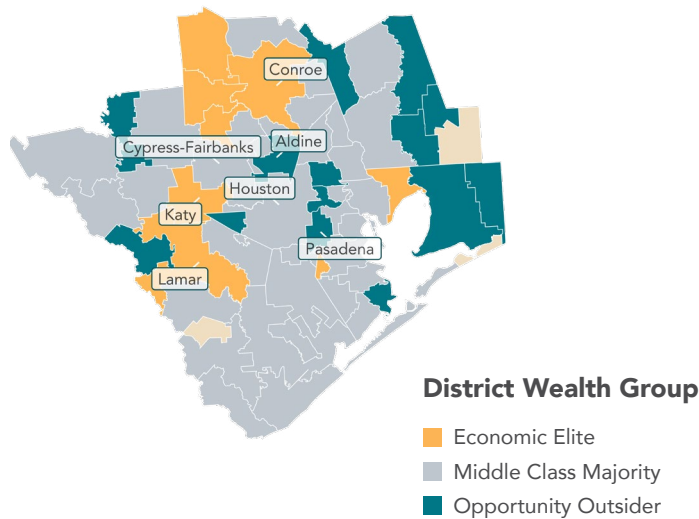 Conroe
Aldine
Cypress-Fairbanks
Houston
Katy
Pasadena
Lamar
District Wealth Group
Economic Elite
Middle Class Majority
Opportunity Outsider